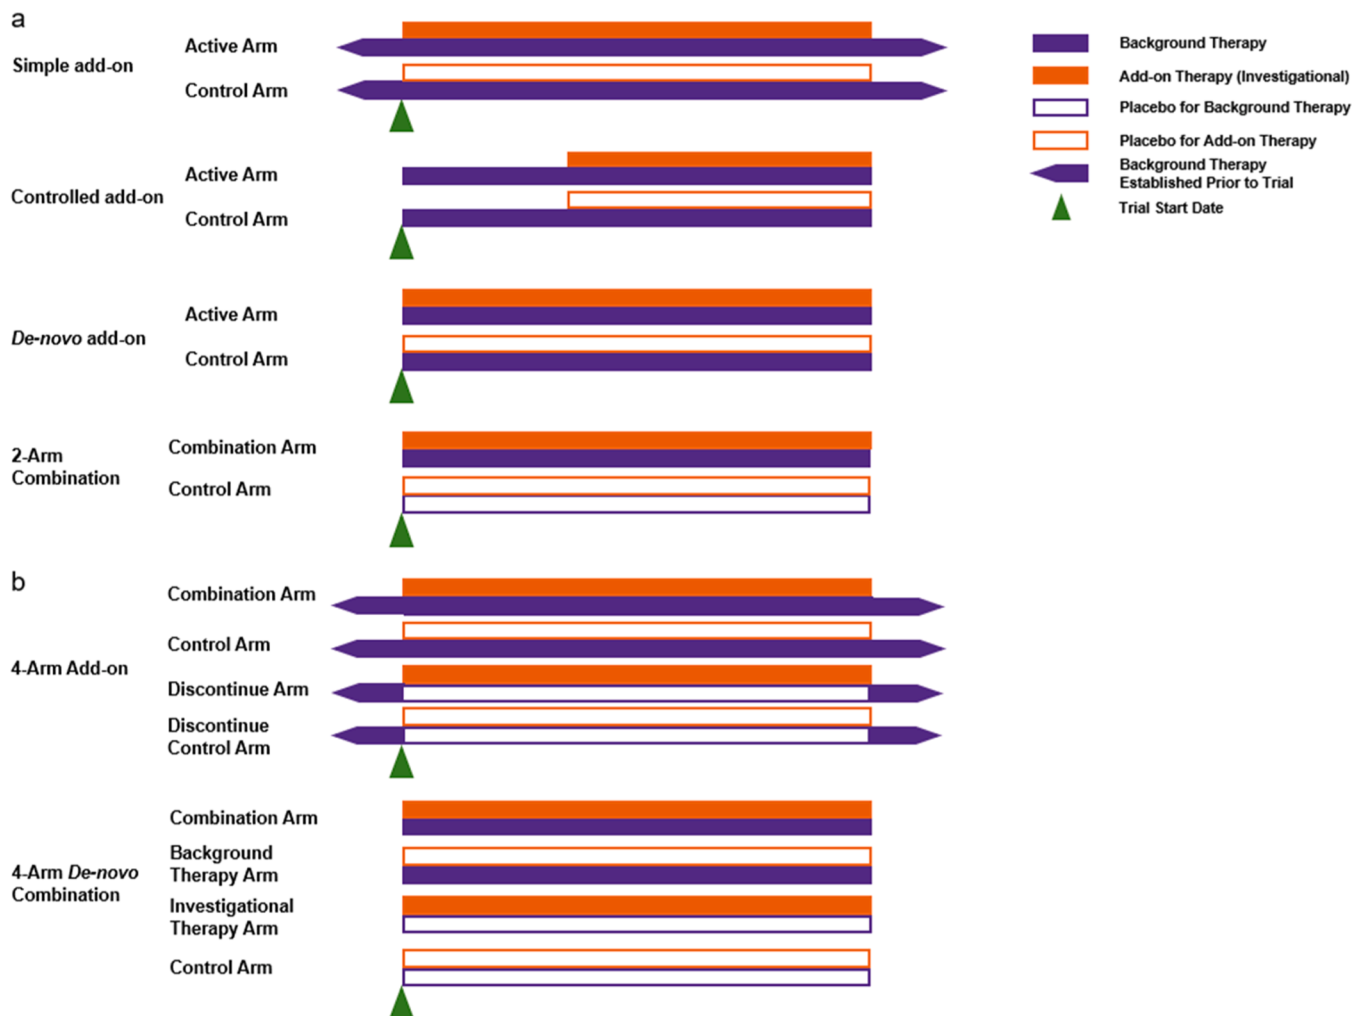 a
Simple add-on
Active Arm
Control Arm
Background Therapy
Add-on Therapy (Investigational)
Placebo for Background Therapy
Placebo for Add-on Therapy
Background Therapy
Established Prior to Trial
Trial Start Date
Controlled add-on
Active Arm
Control Arm
De-novo add-on
Active Arm
Control Arm
2-Arm
Combination
Combination Arm
Control Arm
b
4-Arm Add-on
Combination Arm
Control Arm
Discontinue Arm
Discontinue
Control Arm
4-Arm De-novo
Combination
Combination Arm
Background
Therapy Arm
Investigational
Therapy Arm
Control Arm